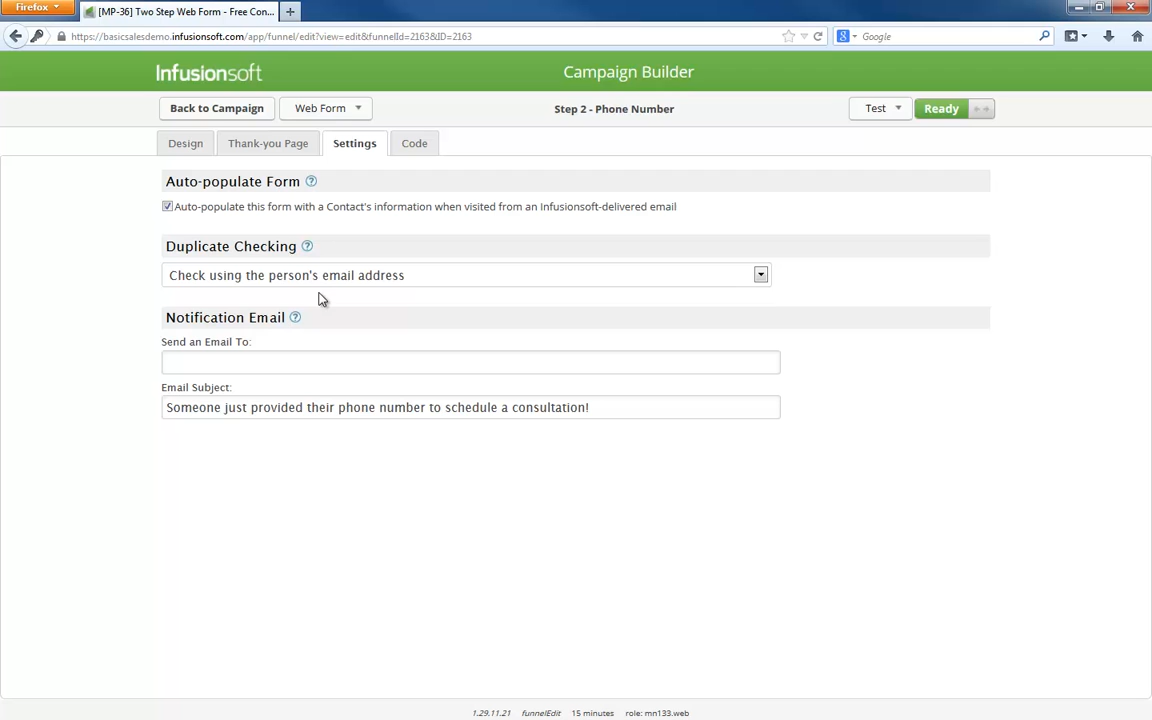 Firefox
[MP-36] Two Step Web Form - Free Con...
https://basicsalesdemo.infusionsoft.com/app/funnel/edit?view=edit&funnelId=2163&ID=2163
Google
Infusionsoft
Campaign Builder
Back to Campaign
Web Form
Step 2 - Phone Number
Test
Ready
Design
Thank-you Page
Settings
Code
Auto-populate Form ?
Auto-populate this form with a Contact's information when visited from an Infusionsoft-delivered email
Duplicate Checking ?
Check using the person's email address
Notification Email ?
Send an Email To:
Email Subject:
Someone just provided their phone number to schedule a consultation!
1.29.11.21 funnelEdit 15 minutes role: mn133.web